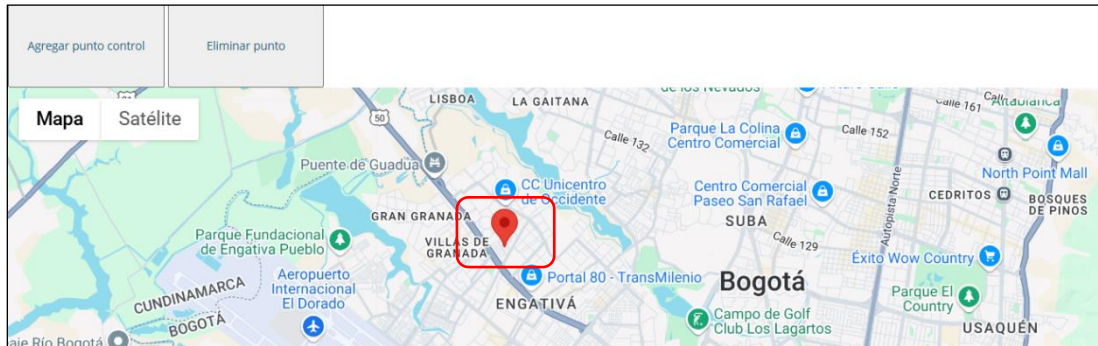 Agregar punto control
Eliminar punto
Mapa
Satélite
50
LISBOA
LA GAITANA
de los Nevados
Calle 132
Parque La Colina
Centro Comercial
Calle 152
Calle 161
Altablanca
North Point Mall
CEDRITOS
BOSQUES
DE PINOS
Puente de Guadua
CC Unicentro
de Occidente
Centro Comercial
Paseo San Rafael
SUBA
Autopista Norte
GRAN GRANADA
VILLAS DE
GRANADA
Parque Fundacional
de Engativa Pueblo
Calle 129
Éxito Wow Country
Aeropuerto
Internacional
El Dorado
Portal 80 - TransMilenio
Bogotá
CUNDINAMARCA
BOGOTÁ
ENGATIVÁ
Campo de Golf
Club Los Lagartos
Parque El
Country
USAQUÉN
aje Río Bogotá